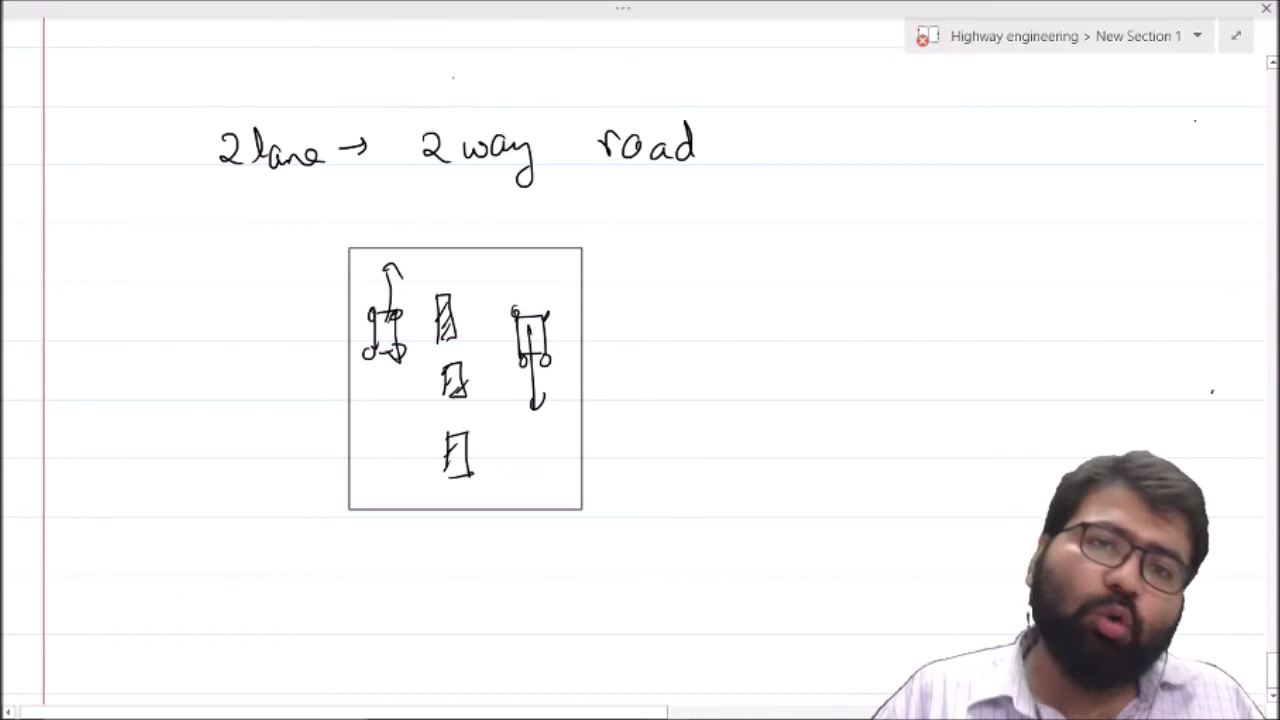 Highway engineering > New Section 1
2 lane → 2 way road